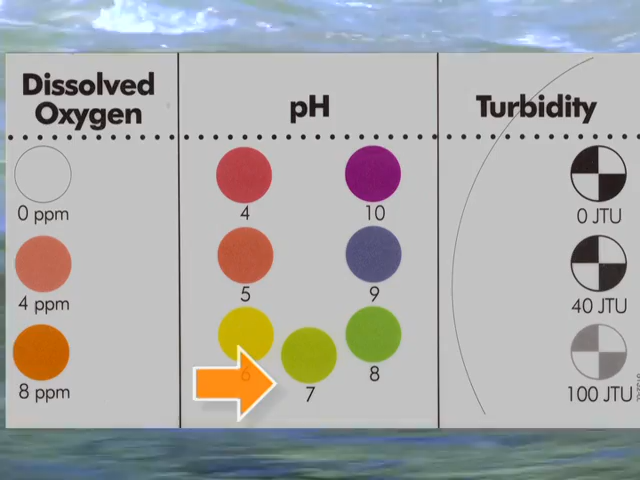 Dissolved
Oxygen
pH
Turbidity
0 ppm
4
10
0 JTU
4 ppm
5
9
40 JTU
8 ppm
6
7
8
100 JTU